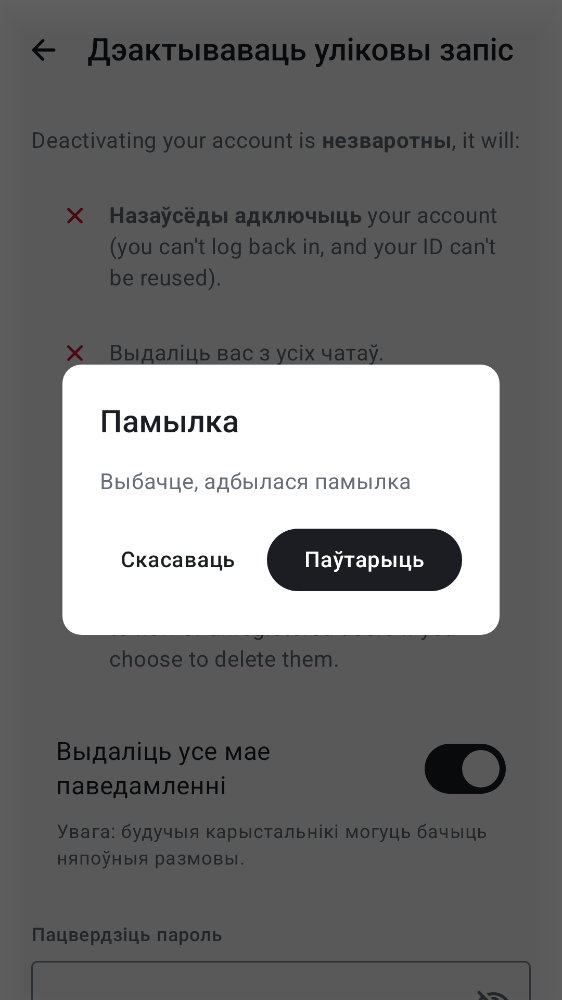 Дэактываваць уліковы запіс
Deactivating your account is незваротны, it will:
Назаўсёды адключыць your account
(you can't log back in, and your ID can't
be reused).
Выдаліць вас з усіх чатаў.
Памылка
Выбачце, адбылася памылка
Скасаваць
Паўтарыць
choose to delete them.
Выдаліць усе мае
паведамленні
Увага: будучыя карыстальнікі могуць бачыць
няпоўныя размовы.
Пацвердзіць пароль